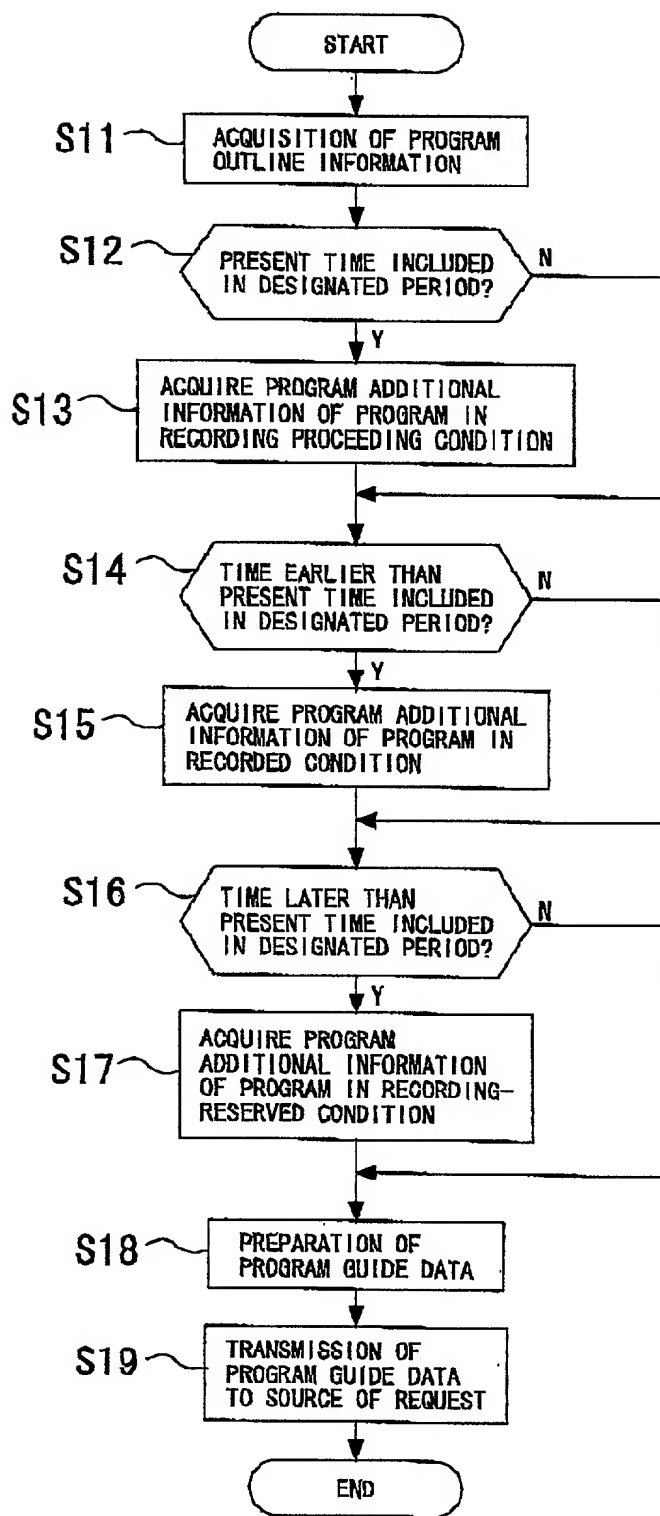 START
S11
ACQUISITION OF PROGRAM
OUTLINE INFORMATION
S12
PRESENT TIME INCLUDED
IN DESIGNATED PERIOD?
N
Y
S13
ACQUIRE PROGRAM ADDITIONAL
INFORMATION OF PROGRAM IN
RECORDING PROCEEDING CONDITION
S14
TIME EARLIER THAN
PRESENT TIME INCLUDED
IN DESIGNATED PERIOD?
N
Y
S15
ACQUIRE PROGRAM ADDITIONAL
INFORMATION OF PROGRAM IN
RECORDED CONDITION
S16
TIME LATER THAN
PRESENT TIME INCLUDED
IN DESIGNATED PERIOD?
N
Y
S17
ACQUIRE PROGRAM
ADDITIONAL INFORMATION
OF PROGRAM IN RECORDING-
RESERVED CONDITION
S18
PREPARATION OF
PROGRAM GUIDE DATA
S19
TRANSMISSION OF
PROGRAM GUIDE DATA
TO SOURCE OF REQUEST
END